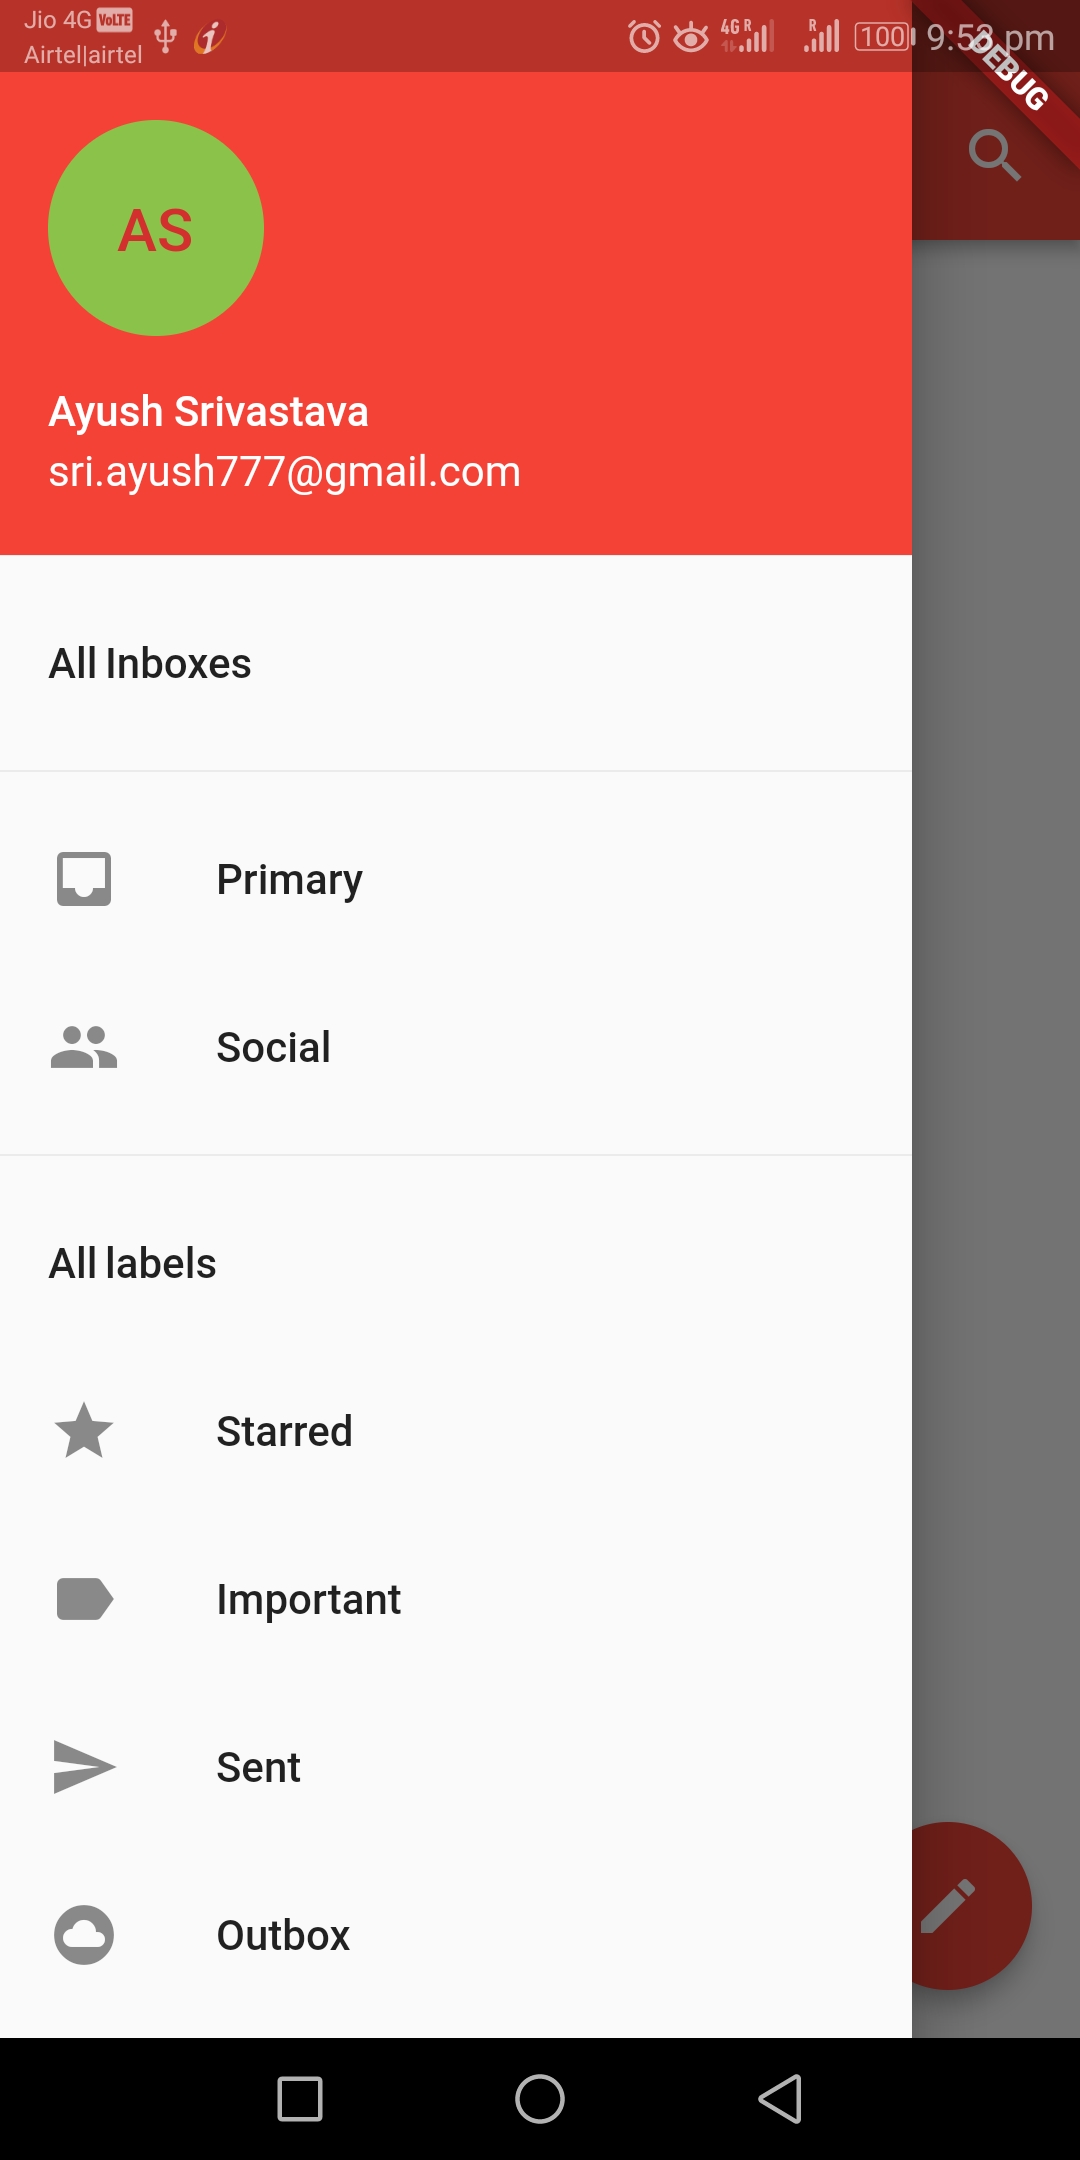 Jio 4G VoLTE
Airtel|airtel
4G R
R
100
9:53 pm
DEBUG
AS
Ayush Srivastava
sri.ayush777@gmail.com
All Inboxes
Primary
Social
All labels
Starred
Important
Sent
Outbox